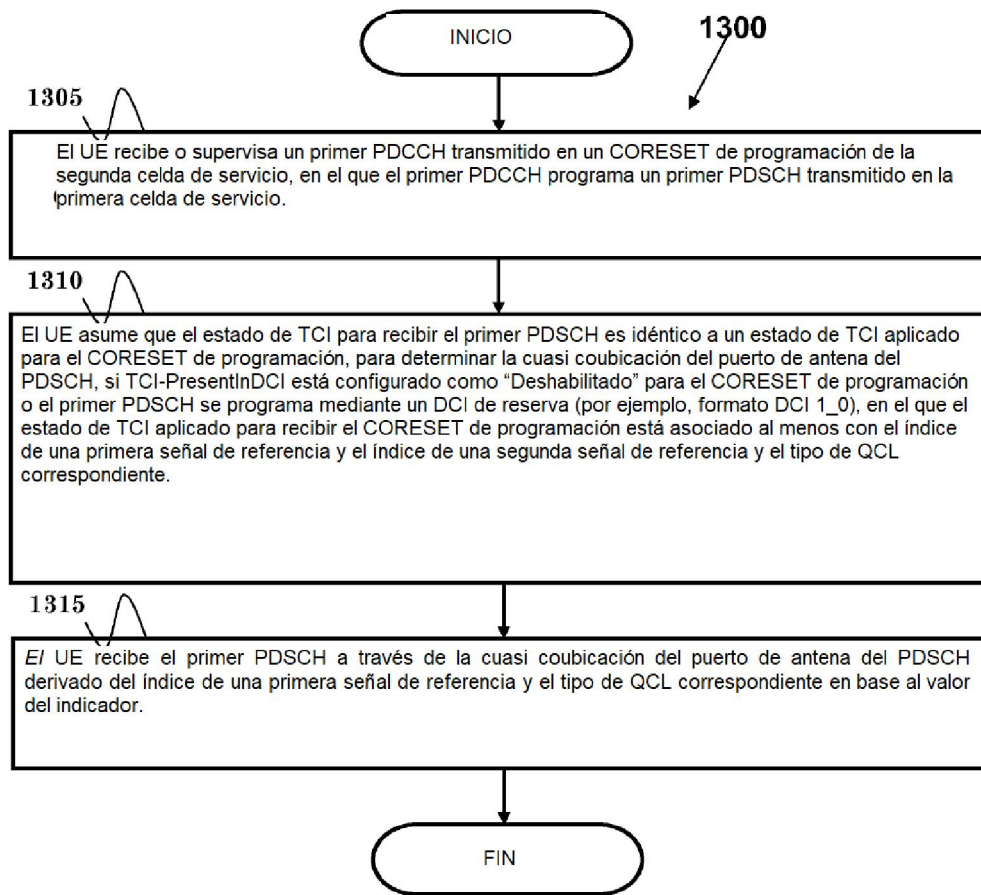 INICIO
1300
1305
El UE recibe o supervisa un primer PDCCH transmitido en un CORESET de programación de la
segunda celda de servicio, en el que el primer PDCCH programa un primer PDSCH transmitido en la
primera celda de servicio.
1310
El UE asume que el estado de TCI para recibir el primer PDSCH es idéntico a un estado de TCI aplicado
para el CORESET de programación, para determinar la cuasi coubicación del puerto de antena del
PDSCH, si TCI-PresentInDCI está configurado como “Deshabilitado” para el CORESET de programación
o el primer PDSCH se programa mediante un DCI de reserva (por ejemplo, formato DCI 1_0), en el que el
estado de TCI aplicado para recibir el CORESET de programación está asociado al menos con el índice
de una primera señal de referencia y el índice de una segunda señal de referencia y el tipo de QCL
correspondiente.
1315
El UE recibe el primer PDSCH a través de la cuasi coubicación del puerto de antena del PDSCH
derivado del índice de una primera señal de referencia y el tipo de QCL correspondiente en base al valor
del indicador.
FIN